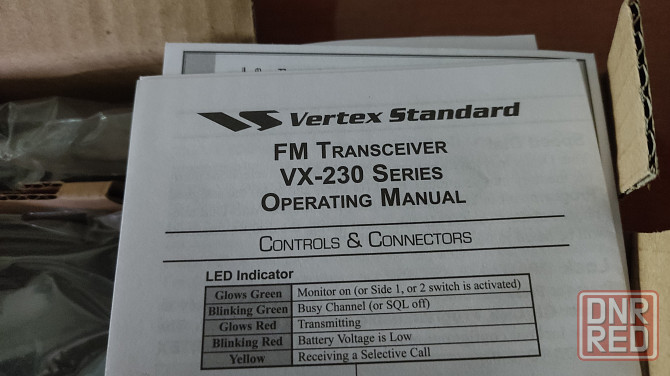 Vertex Standard
FM TRANSCEIVER
VX-230 SERIES
OPERATING MANUAL
CONTROLS & CONNECTORS
LED Indicator
Glows Green Monitor on (or Side 1, or 2 switch is activated)
Blinking Green Busy Channel (or SQL off)
Glows Red Transmitting
Blinking Red Battery Voltage is Low
Yellow Receiving a Selective Call
DNR
RED